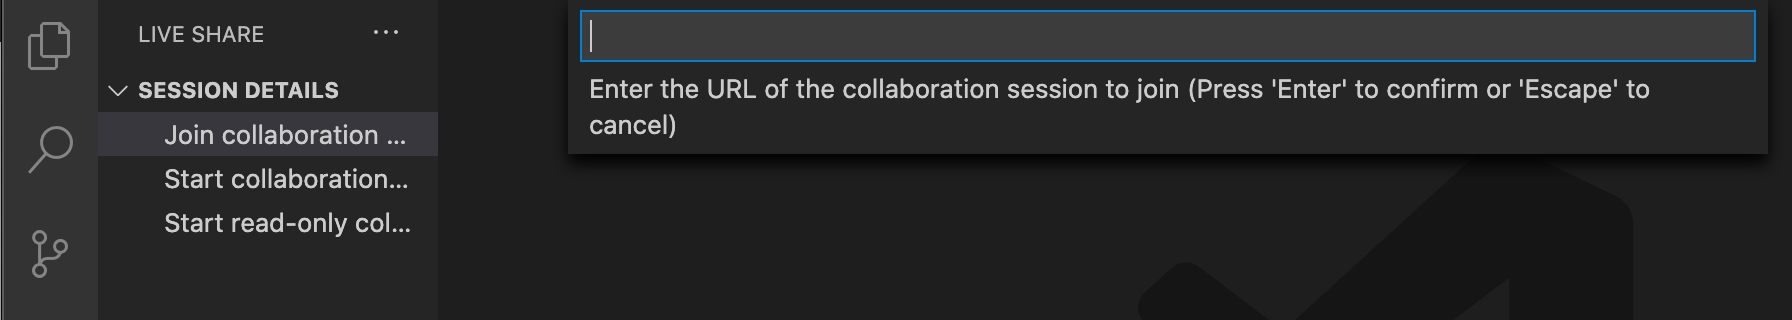 LIVE SHARE
SESSION DETAILS
Join collaboration ...
Start collaboration...
Start read-only col...
Enter the URL of the collaboration session to join (Press 'Enter' to confirm or 'Escape' to
cancel)